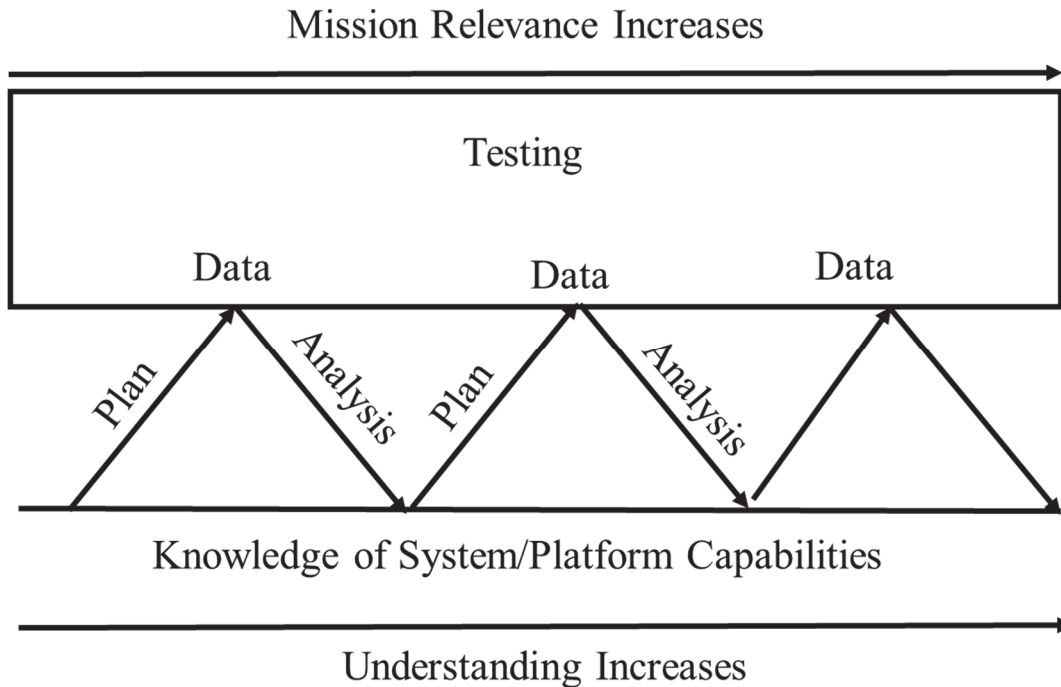 Mission Relevance Increases
Testing
Data
Data
Data
Plan
Analysis
Plan
Analysis
Knowledge of System/Platform Capabilities
Understanding Increases